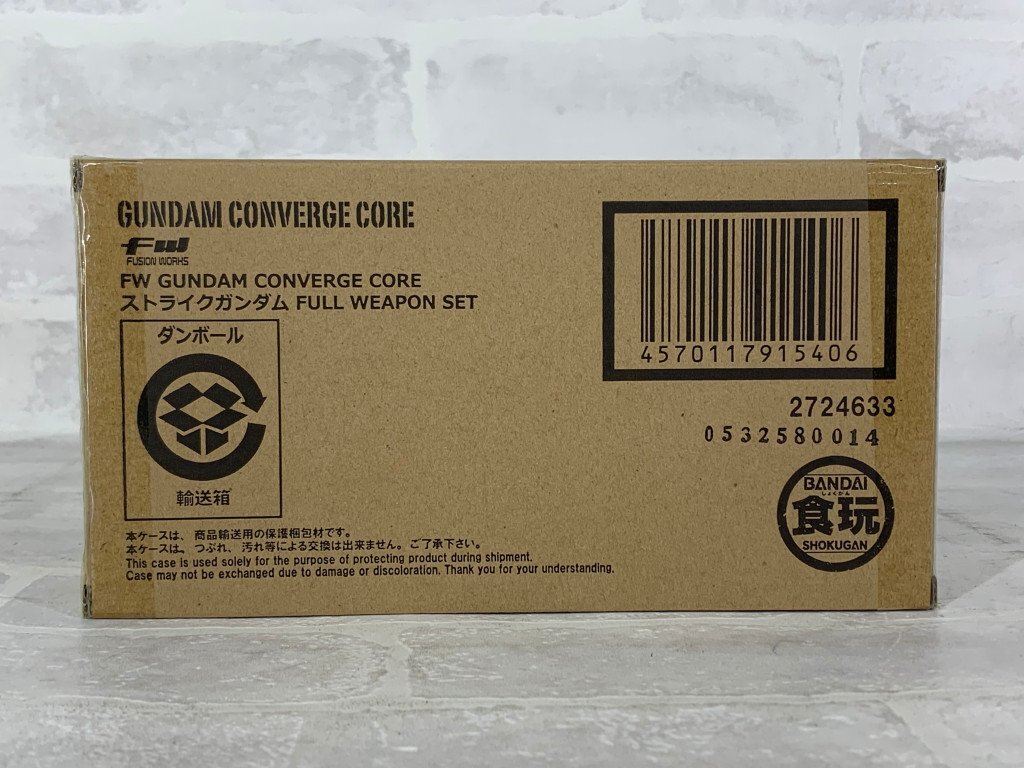 GUNDAM CONVERGE CORE
FW
FUSION WORKS
FW GUNDAM CONVERGE CORE
ストライクガンダム FULL WEAPON SET
ダンボール
輸送箱
本ケースは、商品輸送用の保護梱包材です。
本ケースは、つぶれ、汚れ等による交換は出来ません。ご了承下さい。
This case is used solely for the purpose of protecting product during shipment.
Case may not be exchanged due to damage or discoloration. Thank you for your understanding.
4570117915406
2724633
0532580014
BANDAI
しょくがん
食玩
SHOKUGAN